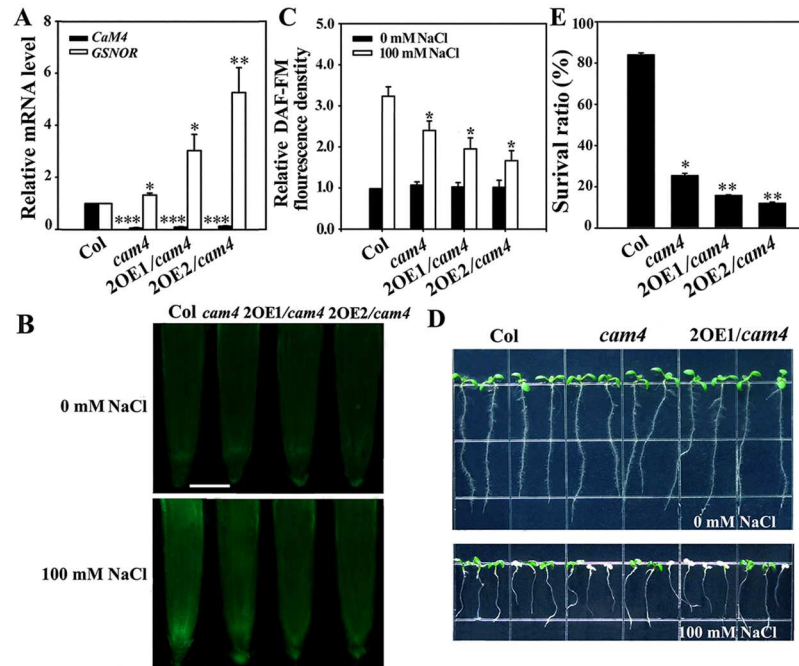 A
Relative mRNA level
8
6
4
2
0
CaM4
GSNOR
***
*
***
*
***
**
Col
cam4
2OE1/cam4
2OE2/cam4
C
Relative DAF-FM
flourescence denstity
5.0
4.0
3.0
2.0
1.0
0
0 mM NaCl
100 mM NaCl
*
*
*
Col
cam4
2OE1/cam4
2OE2/cam4
E
Surival ratio (%)
100
80
60
40
20
0
*
**
**
Col
cam4
2OE1/cam4
2OE2/cam4
B
Col cam4 2OE1/cam4 2OE2/cam4
0 mM NaCl
100 mM NaCl
D
Col cam4 2OE1/cam4
0 mM NaCl
100 mM NaCl